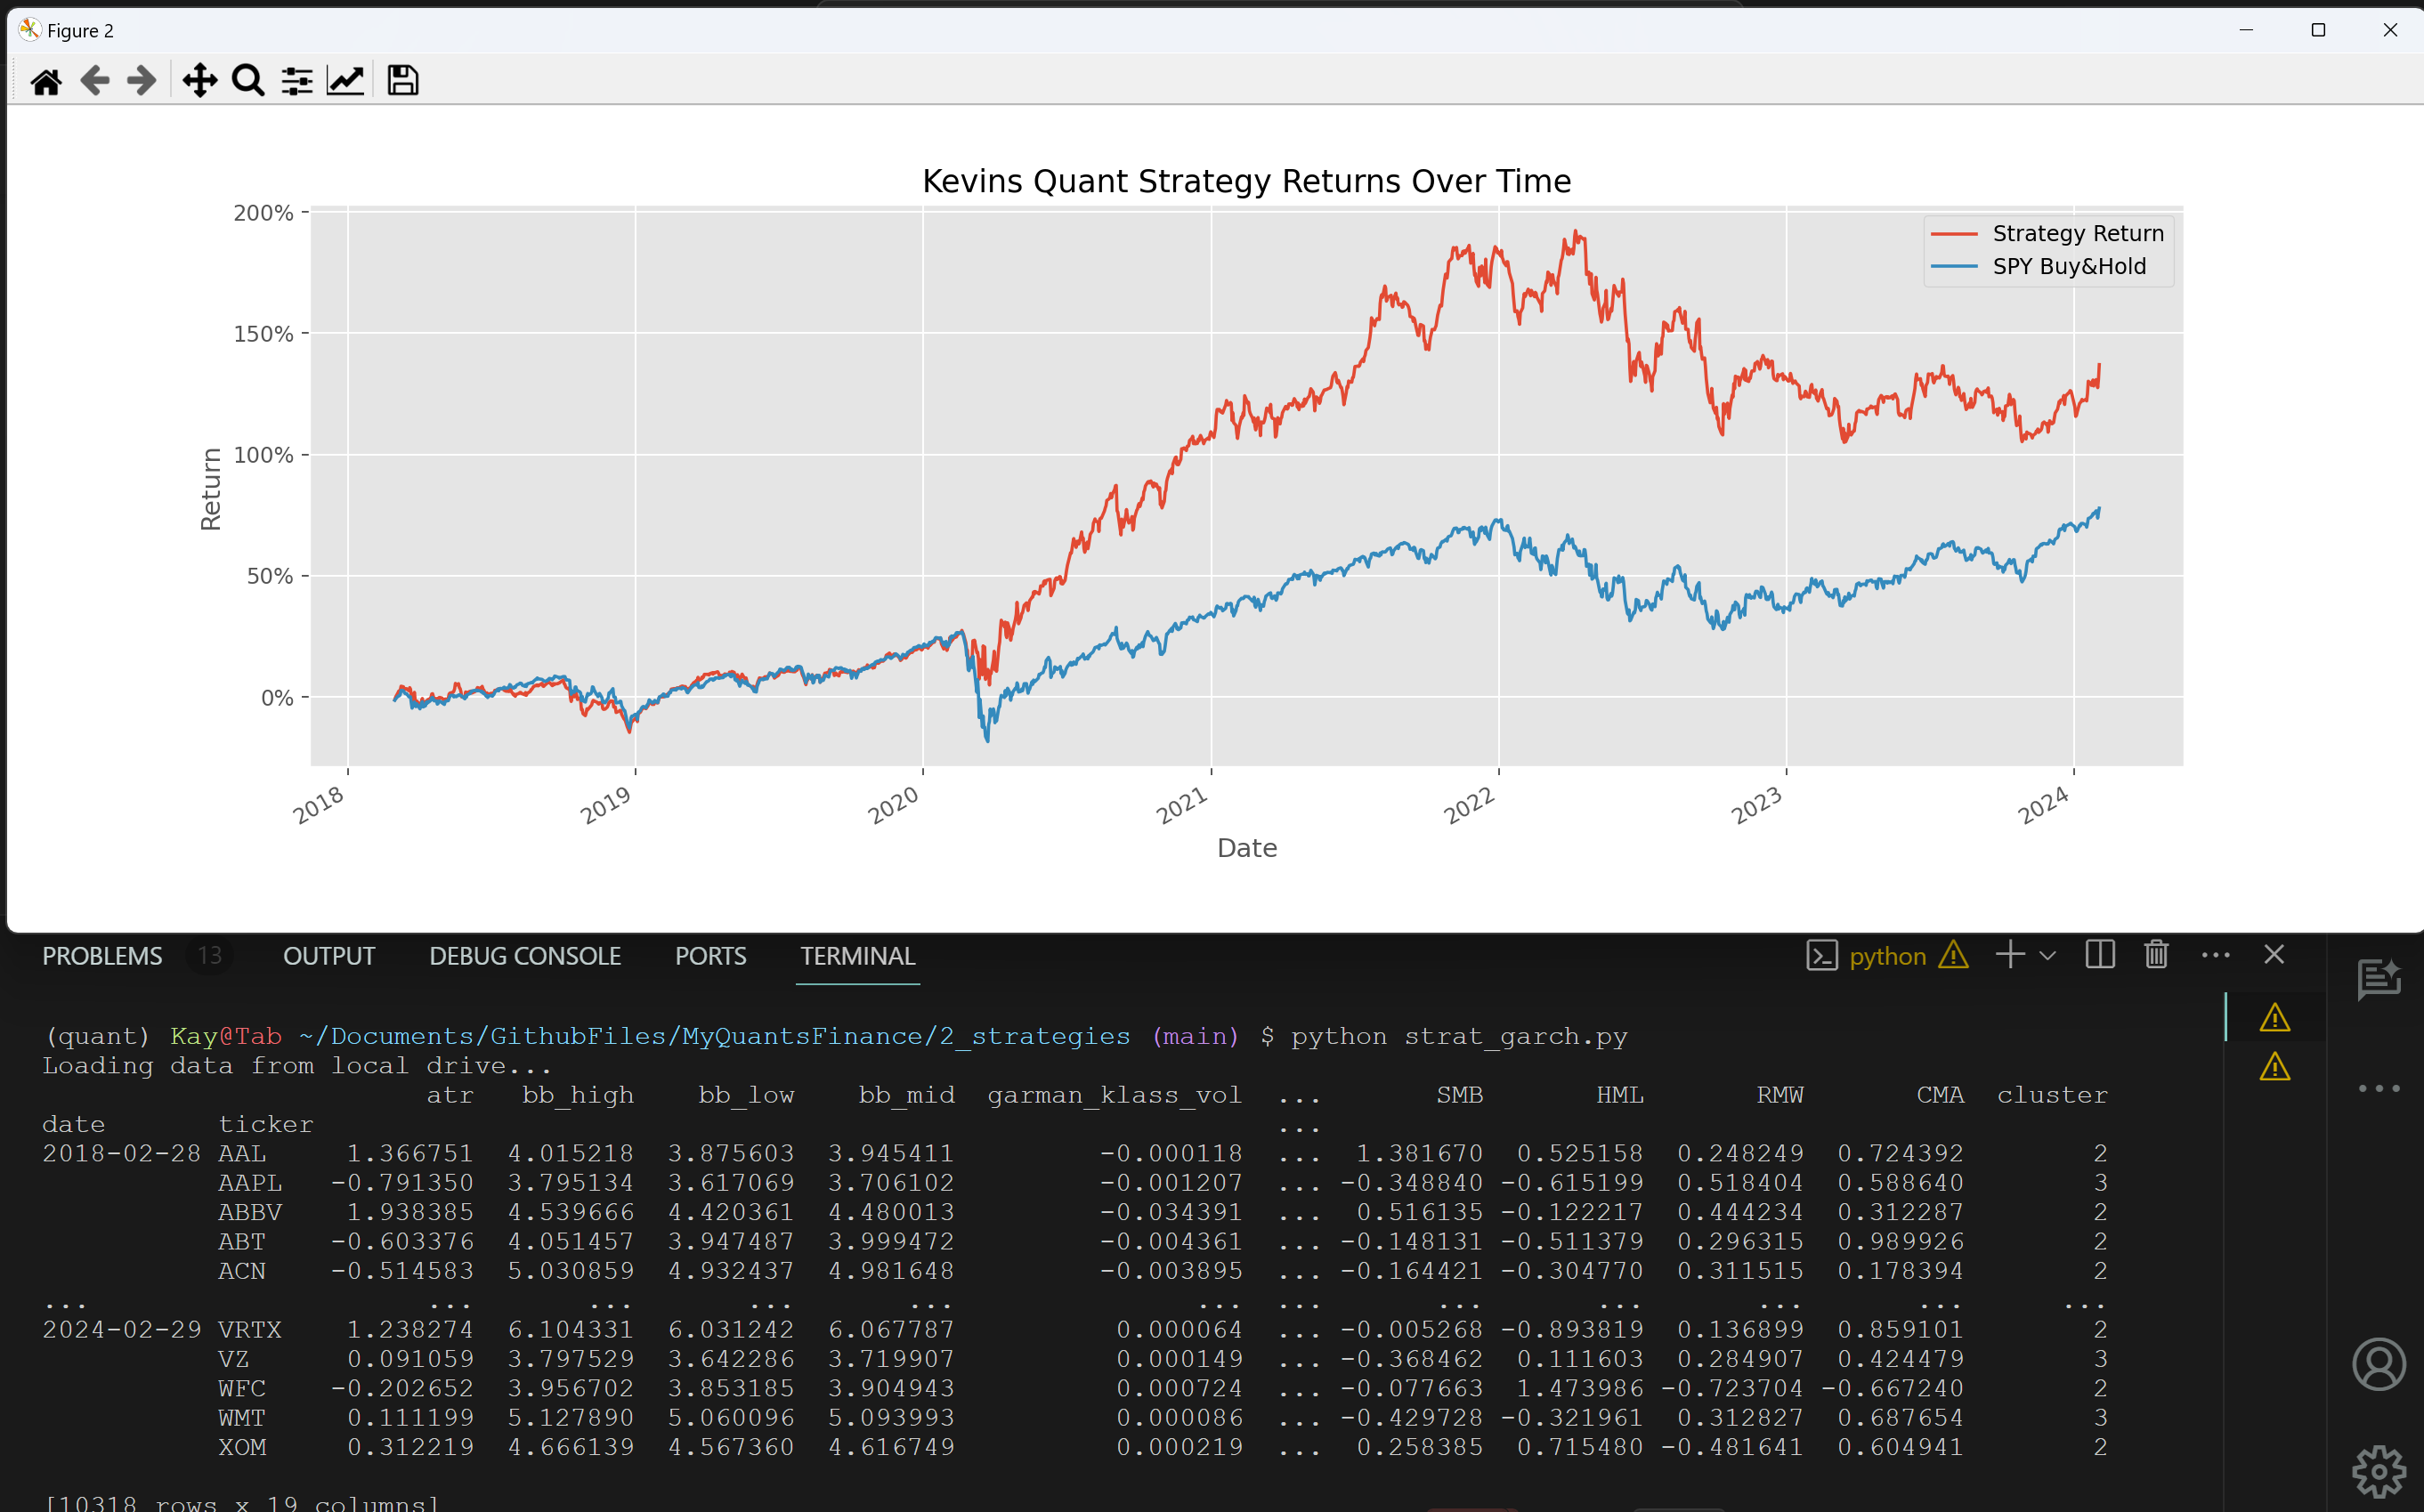 Figure 2
Kevins Quant Strategy Returns Over Time
200%
150%
100%
50%
0%
Return
Strategy Return
SPY Buy&Hold
2018
2019
2020
2021
2022
2023
2024
Date
PROBLEMS 13 OUTPUT DEBUG CONSOLE PORTS TERMINAL python
(quant) Kay@Tab ~/Documents/GithubFiles/MyQuantsFinance/2_strategies (main) $ python strat_garch.py
Loading data from local drive...
atr bb_high bb_low bb_mid garman_klass_vol ... SMB HML RMW CMA cluster
date ticker ...
2018-02-28 AAL 1.366751 4.015218 3.875603 3.945411 -0.000118 ... 1.381670 0.525158 0.248249 0.724392 2
AAPL -0.791350 3.795134 3.617069 3.706102 -0.001207 ... -0.348840 -0.615199 0.518404 0.588640 3
ABBV 1.938385 4.539666 4.420361 4.480013 -0.034391 ... 0.516135 -0.122217 0.444234 0.312287 2
ABT -0.603376 4.051457 3.947487 3.999472 -0.004361 ... -0.148131 -0.511379 0.296315 0.989926 2
ACN -0.514583 5.030859 4.932437 4.981648 -0.003895 ... -0.164421 -0.304770 0.311515 0.178394 2
... ... ... ... ... ... ... ... ... ... ... ...
2024-02-29 VRTX 1.238274 6.104331 6.031242 6.067787 0.000064 ... -0.005268 -0.893819 0.136899 0.859101 2
VZ 0.091059 3.797529 3.642286 3.719907 0.000149 ... -0.368462 0.111603 0.284907 0.424479 3
WFC -0.202652 3.956702 3.853185 3.904943 0.000724 ... -0.077663 1.473986 -0.723704 -0.667240 2
WMT 0.111199 5.127890 5.060096 5.093993 0.000086 ... -0.429728 -0.321961 0.312827 0.687654 3
XOM 0.312219 4.666139 4.567360 4.616749 0.000219 ... 0.258385 0.715480 -0.481641 0.604941 2
[10318 rows x 19 columns]